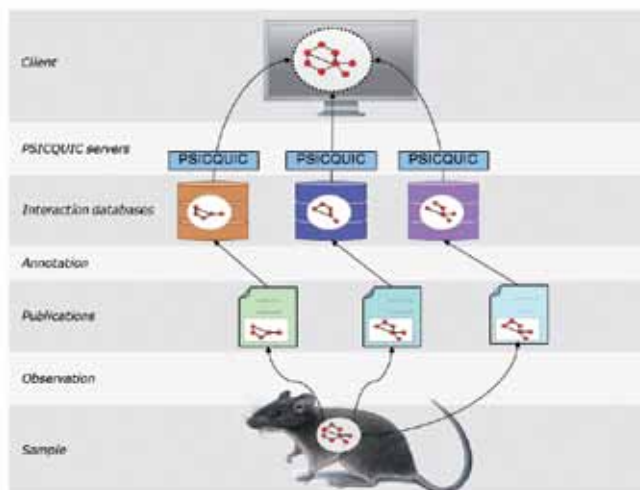 Client
PSICQUIC servers
PSICQUIC PSICQUIC PSICQUIC
Interaction databases
Annotation
Publications
Observation
Sample